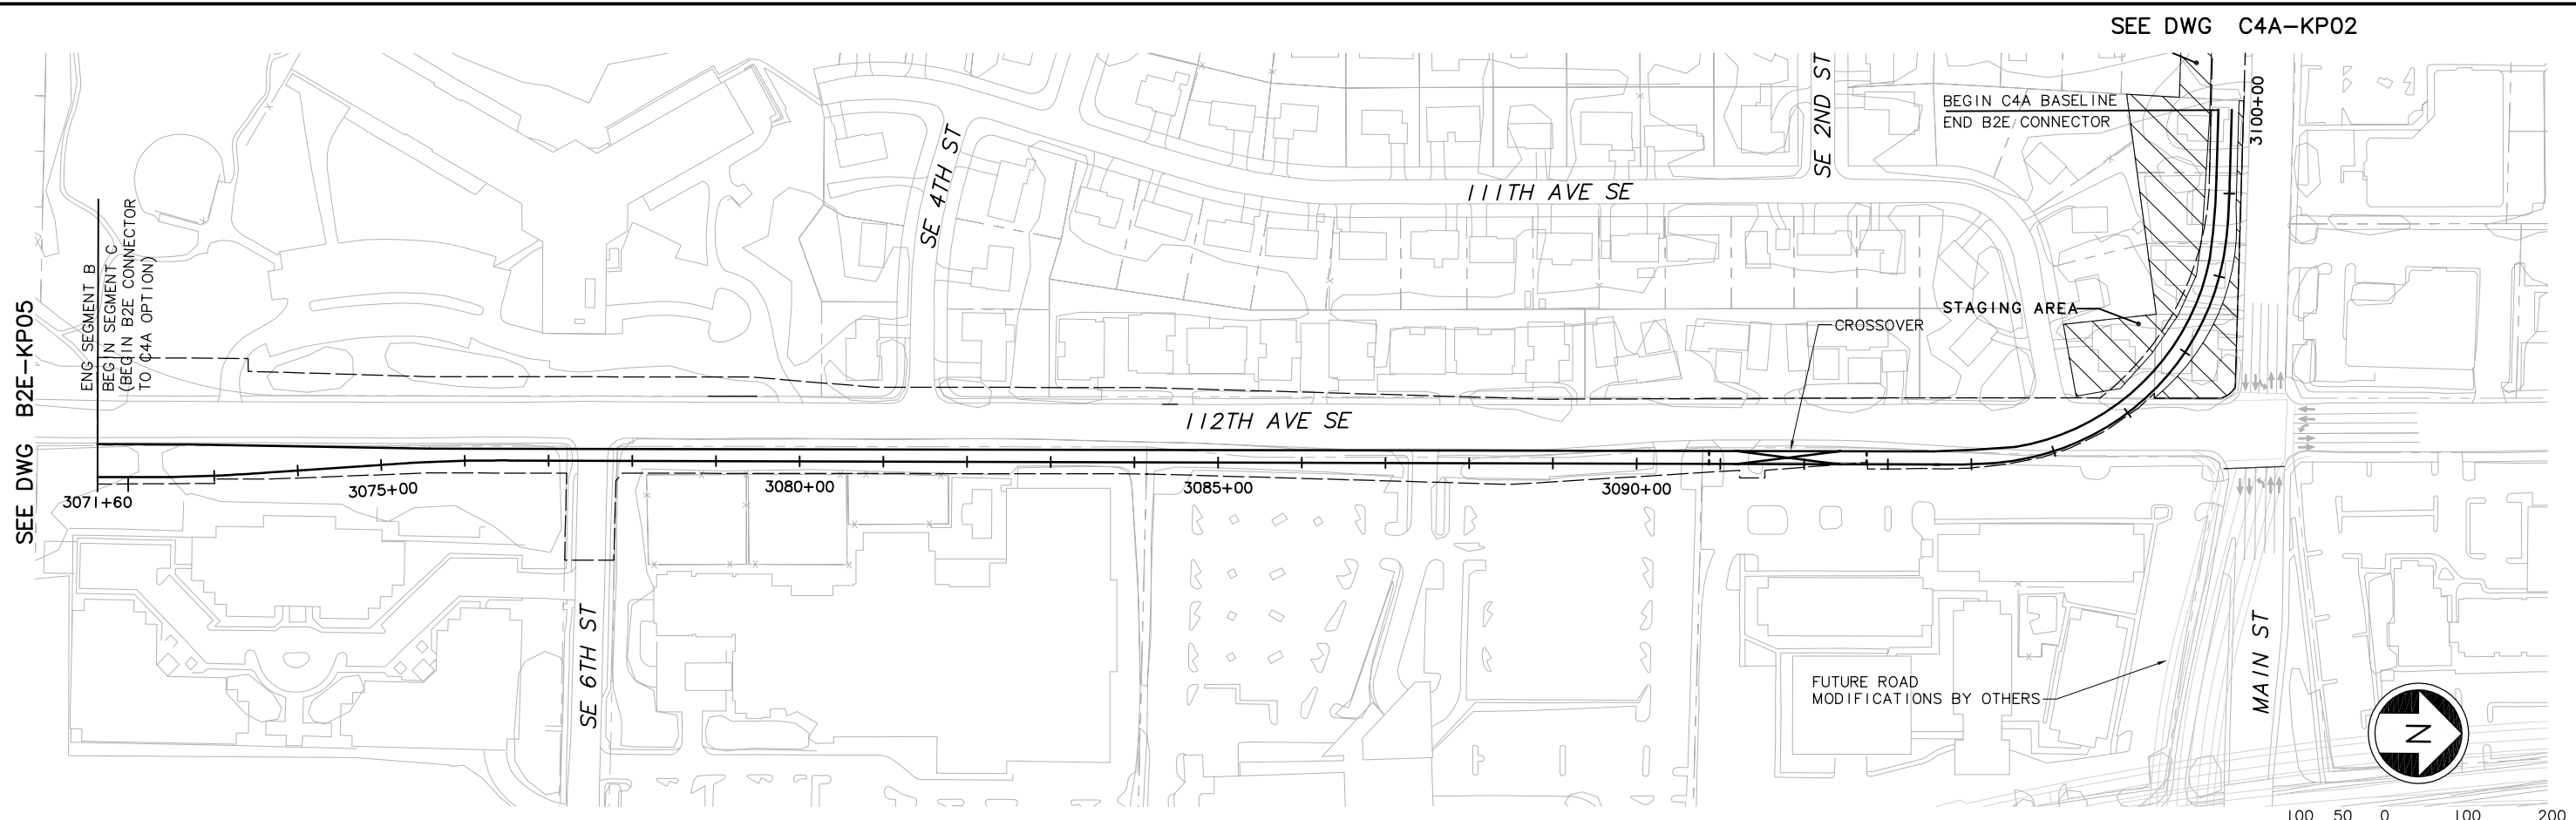 SEE DWG C4A-KP02
SEE DWG B2E-KP05
ENG SEGMENT B
BEGIN SEGMENT C
(BEGIN B2E CONNECTOR
TO C4A OPTION)
SE 4TH ST
SE 2ND ST
111TH AVE SE
BEGIN C4A BASELINE
END B2E CONNECTOR
3100+00
STAGING AREA
CROSSOVER
112TH AVE SE
3071+60
3075+00
3080+00
3085+00
3090+00
SE 6TH ST
FUTURE ROAD
MODIFICATIONS BY OTHERS
MAIN ST
N
100 50 0 100 200